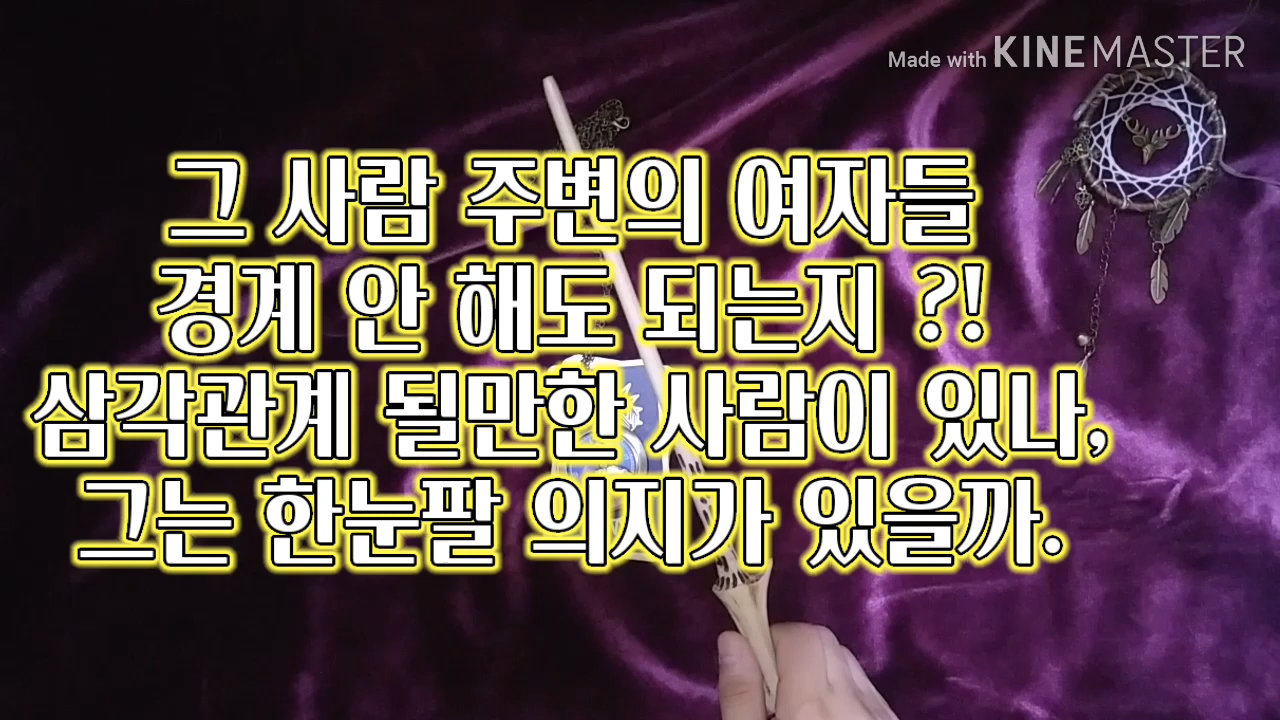 Made with KINEMASTER
그 사람 주변의 여자들
경계 안 해도 되는지 ?!
삼각관계 될만한 사람이 있나,
그는 한눈팔 의지가 있을까.